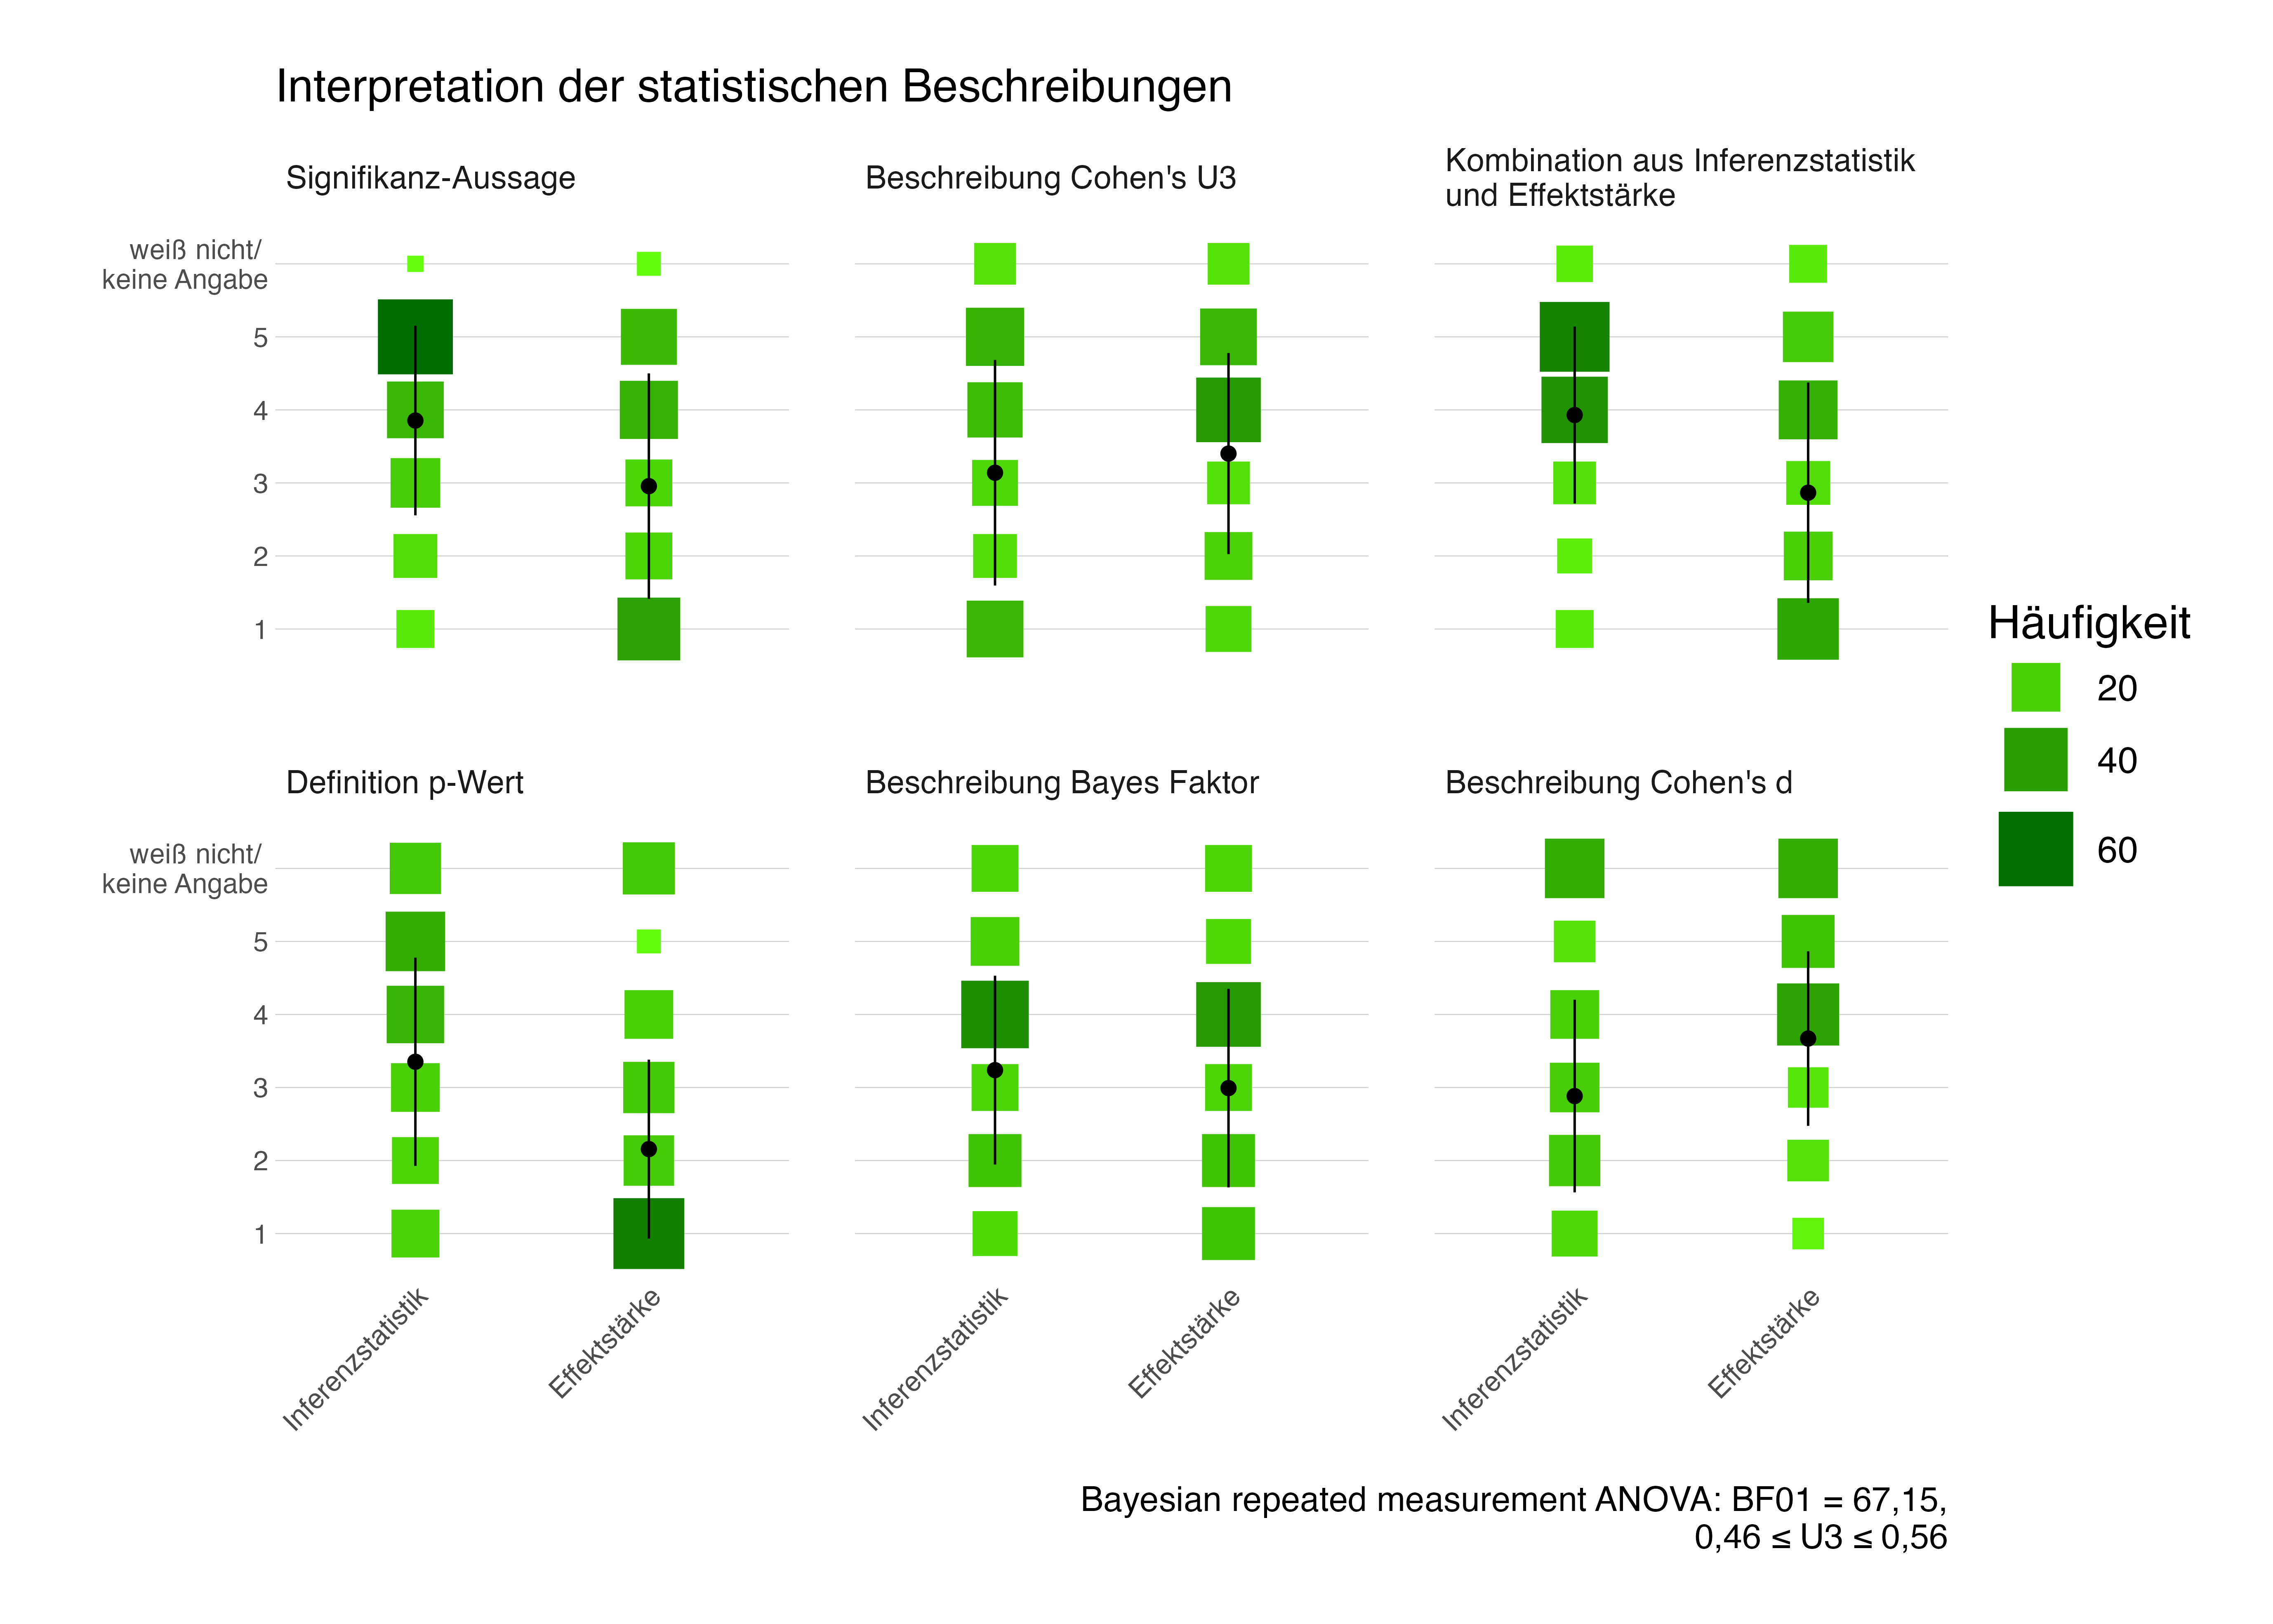 Interpretation der statistischen Beschreibungen
Signifikanz-Aussage
Beschreibung Cohen's U3
Kombination aus Inferenzstatistik
und Effektstärke
weiß nicht/
keine Angabe
5
4
3
2
1
Definition p-Wert
Beschreibung Bayes Faktor
Beschreibung Cohen's d
weiß nicht/
keine Angabe
5
4
3
2
1
Inferenzstatistik
Effektstärke
Inferenzstatistik
Effektstärke
Inferenzstatistik
Effektstärke
Häufigkeit
20
40
60
Bayesian repeated measurement ANOVA: BF01 = 67,15,
0,46 ≤ U3 ≤ 0,56